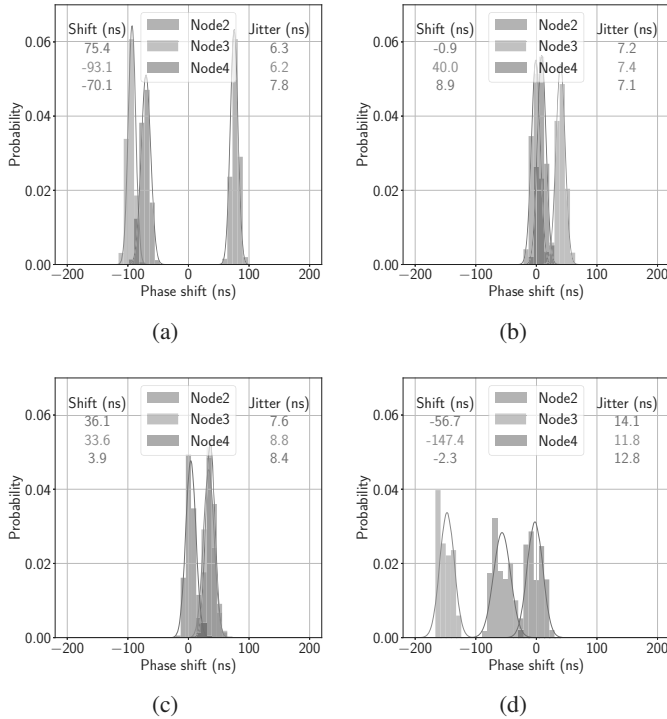 Shift (ns) Node2 Jitter (ns)
75.4 Node3 6.3
-93.1 Node4 6.2
-70.1 7.8
0.06
0.04
0.02
0.00
Probability
−200 −100 0 100 200
Phase shift (ns)
(a)
Shift (ns) Node2 Jitter (ns)
-0.9 Node3 7.2
40.0 Node4 7.4
8.9 7.1
0.06
0.04
0.02
0.00
Probability
−200 −100 0 100 200
Phase shift (ns)
(b)
Shift (ns) Node2 Jitter (ns)
36.1 Node3 7.6
33.6 Node4 8.8
3.9 8.4
0.06
0.04
0.02
0.00
Probability
−200 −100 0 100 200
Phase shift (ns)
(c)
Shift (ns) Node2 Jitter (ns)
-56.7 Node3 14.1
-147.4 Node4 11.8
-2.3 12.8
0.06
0.04
0.02
0.00
Probability
−200 −100 0 100 200
Phase shift (ns)
(d)